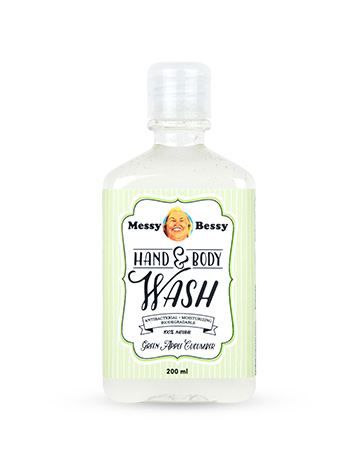 Messy Bessy
HAND & BODY
WASH
ANTIBACTERIAL • MOISTURIZING
BIODEGRADABLE
100% NATURAL
GREEN APPLE CUCUMBER
200 ml